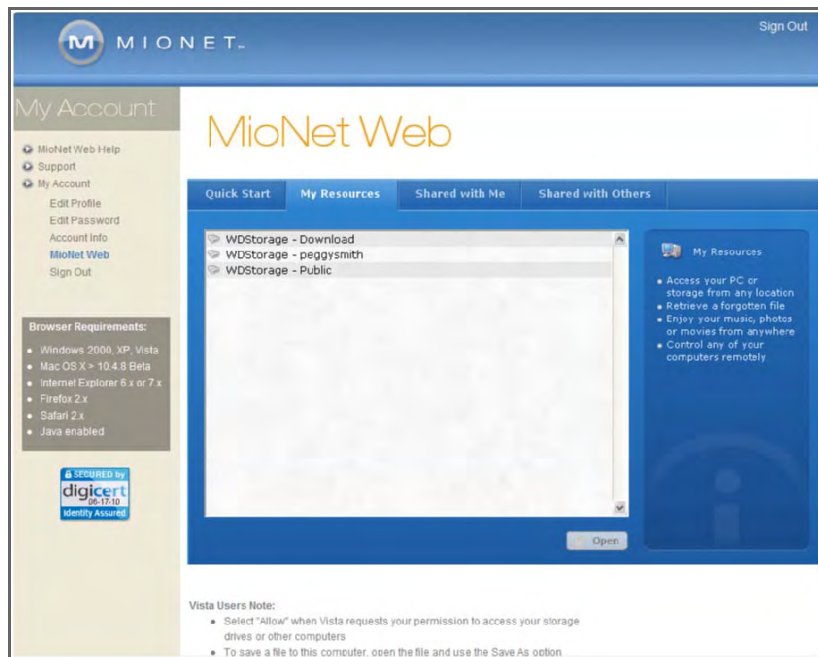 M MIONET™
Sign Out
My Account
MioNet Web Help
Support
My Account
Edit Profile
Edit Password
Account Info
MioNet Web
Sign Out
Browser Requirements:
Windows 2000, XP, Vista
Mac OS X > 10.4.8 Beta
Internet Explorer 6.x or 7.x
Firefox 2.x
Safari 2.x
Java enabled
SECURED by
digicert
06-17-10
Identity Assured
MioNet Web
Quick Start My Resources Shared with Me Shared with Others
WDStorage - Download
WDStorage - peggysmith
WDStorage - Public
Open
My Resources
Access your PC or
storage from any location
Retrieve a forgotten file
Enjoy your music, photos
or movies from anywhere
Control any of your
computers remotely
Vista Users Note:
Select "Allow" when Vista requests your permission to access your storage
drives or other computers
To save a file to this computer, open the file and use the Save As option